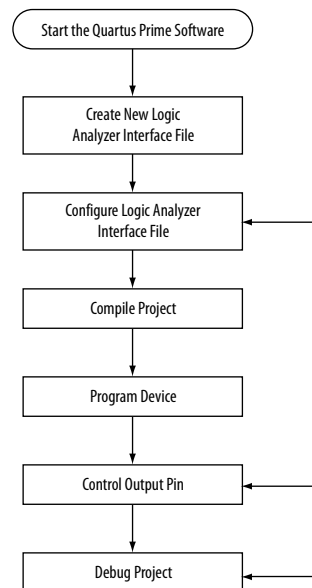 Start the Quartus Prime Software
Create New Logic
Analyzer Interface File
Configure Logic Analyzer
Interface File
Compile Project
Program Device
Control Output Pin
Debug Project